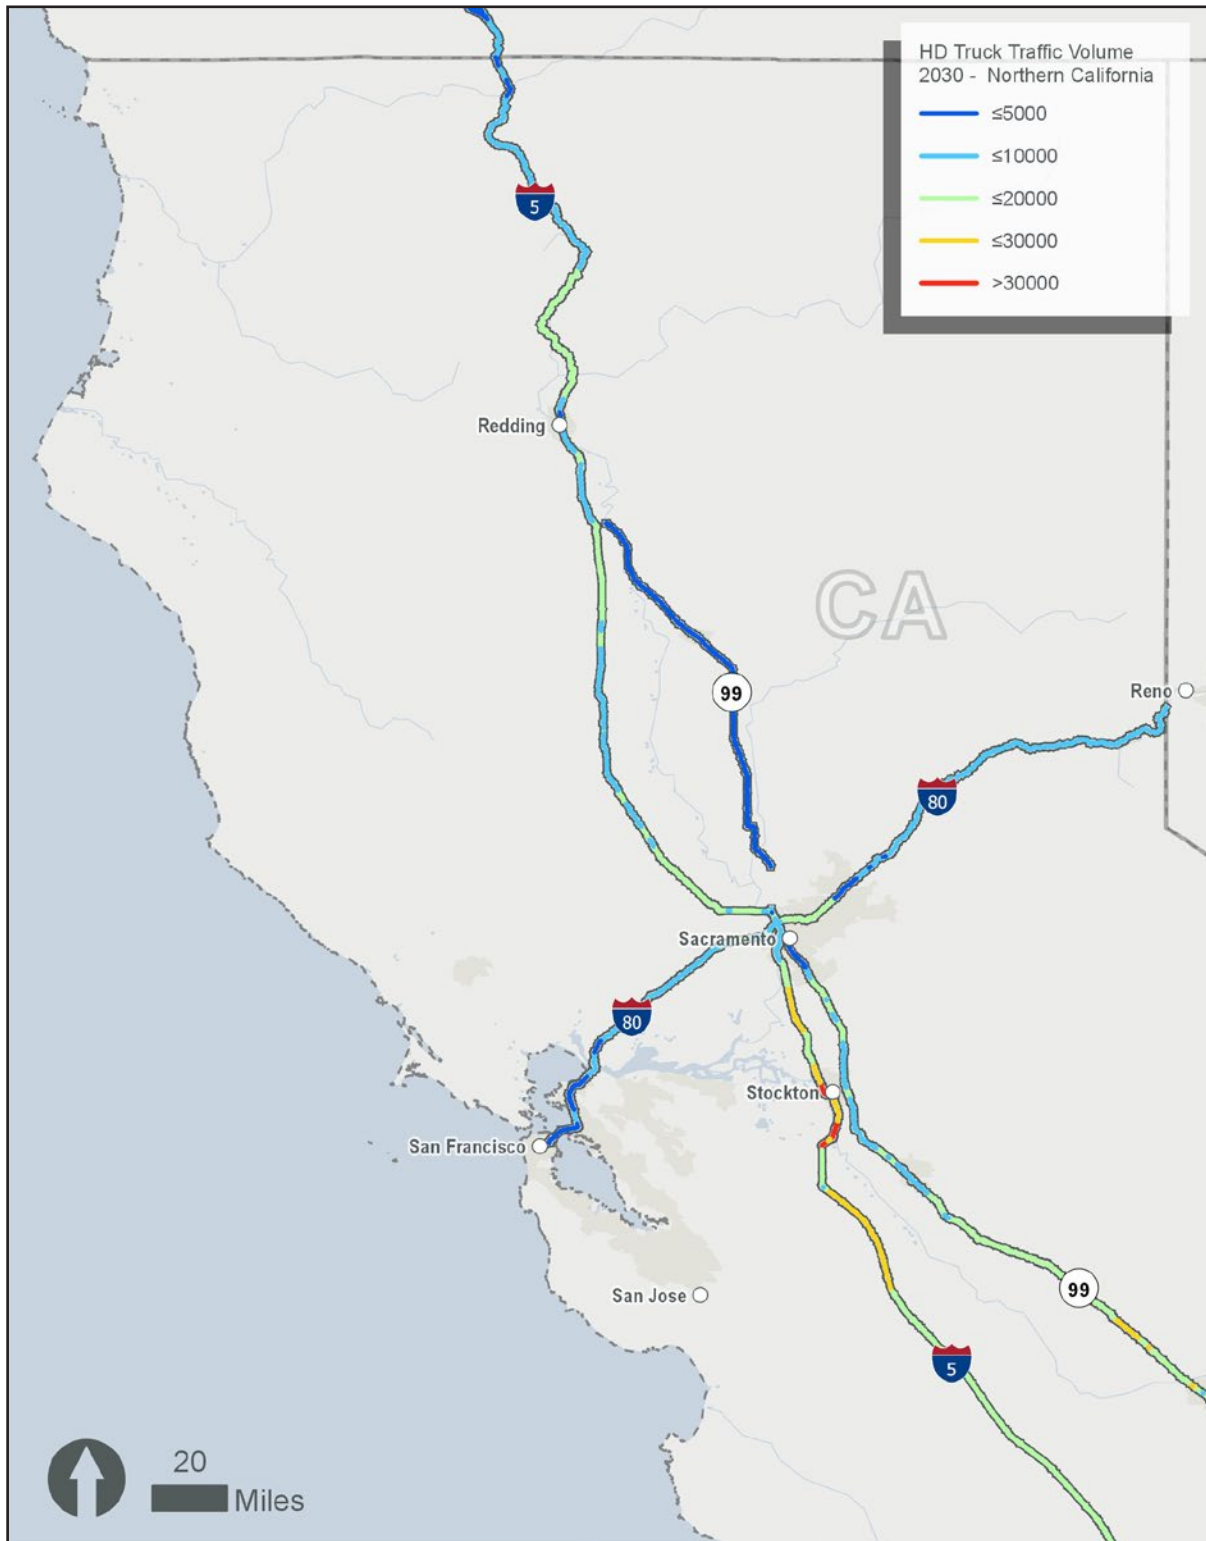 HD Truck Traffic Volume
2030 - Northern California
≤5000
≤10000
≤20000
≤30000
>30000
5
Redding
CA
99
Reno
80
Sacramento
80
Stockton
San Francisco
99
San Jose
5
20
Miles